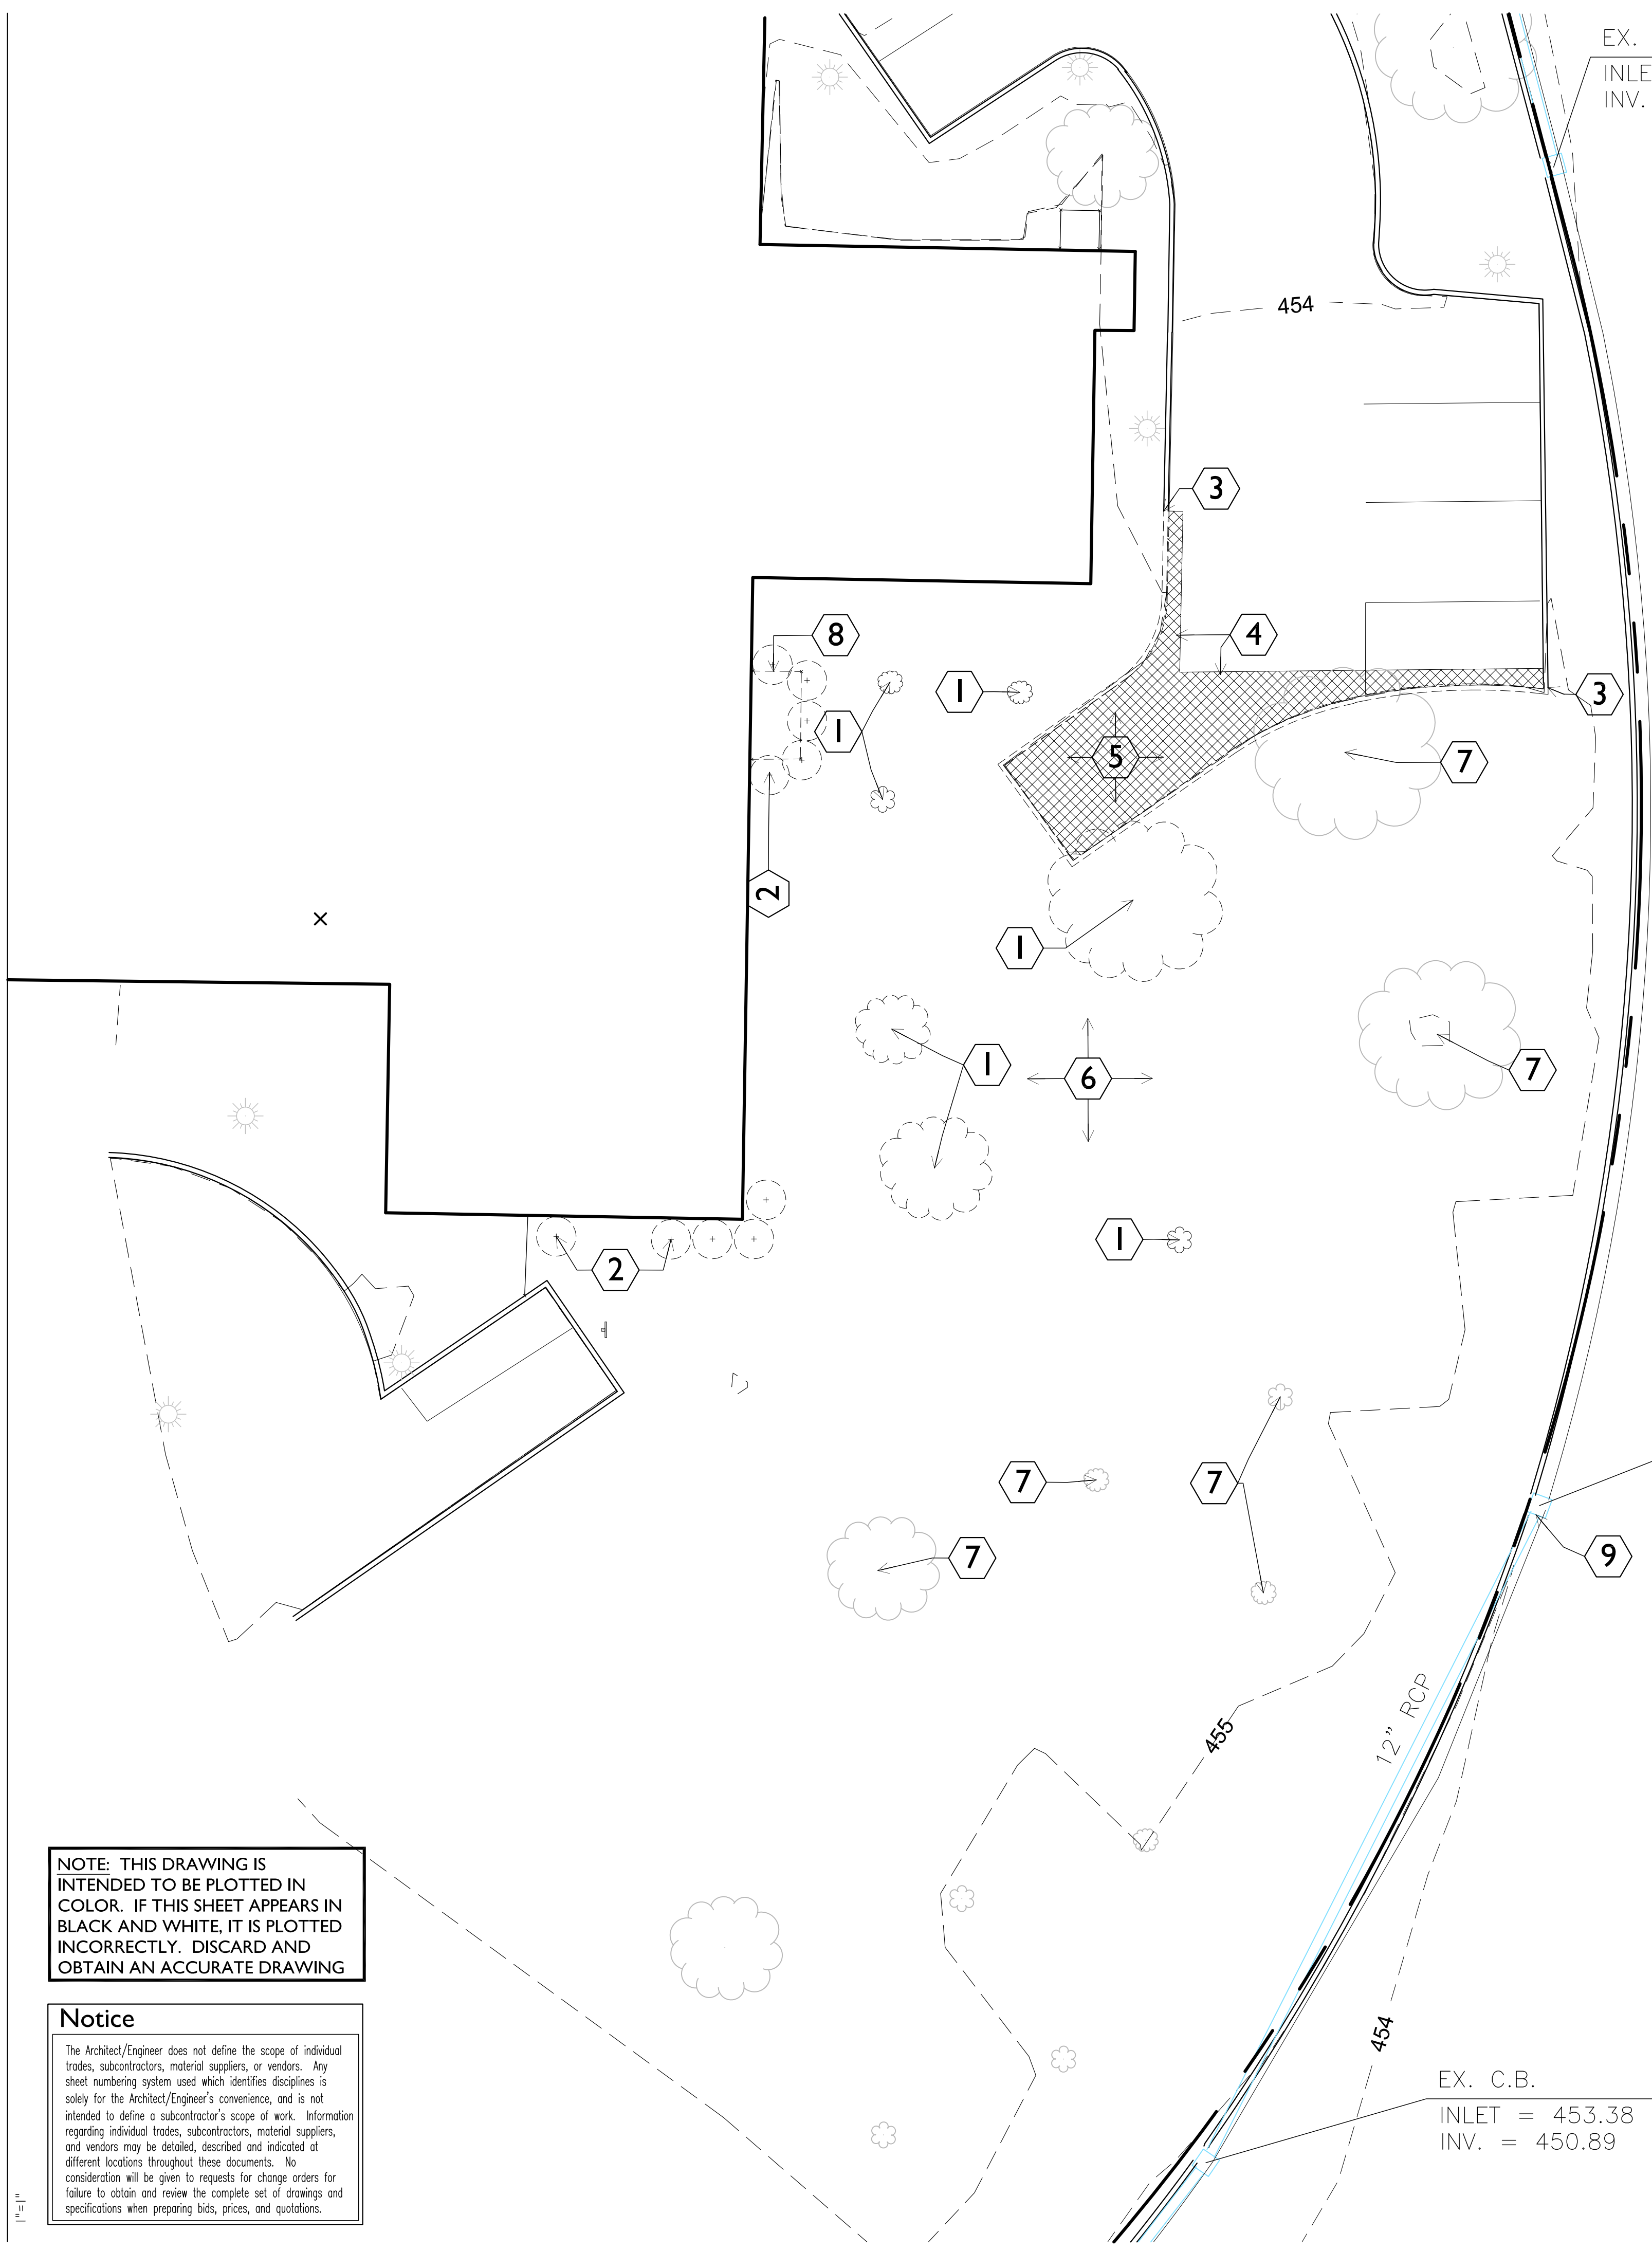 EX.
INLE
INV.
454
3
8
4
1
1
3
5
7
2
1
1
6
7
1
2
7
7
7
9
12" RCP
455
454
NOTE: THIS DRAWING IS
INTENDED TO BE PLOTTED IN
COLOR. IF THIS SHEET APPEARS IN
BLACK AND WHITE, IT IS PLOTTED
INCORRECTLY. DISCARD AND
OBTAIN AN ACCURATE DRAWING
Notice
The Architect/Engineer does not define the scope of individual
trades, subcontractors, material suppliers, or vendors. Any
sheet numbering system used which identifies disciplines is
solely for the Architect/Engineer's convenience, and is not
intended to define a subcontractor's scope of work. Information
regarding individual trades, subcontractors, material suppliers,
and vendors may be detailed, described and indicated at
different locations throughout these documents. No
consideration will be given to requests for change orders for
failure to obtain and review the complete set of drawings and
specifications when preparing bids, prices, and quotations.
EX. C.B.
INLET = 453.38
INV. = 450.89